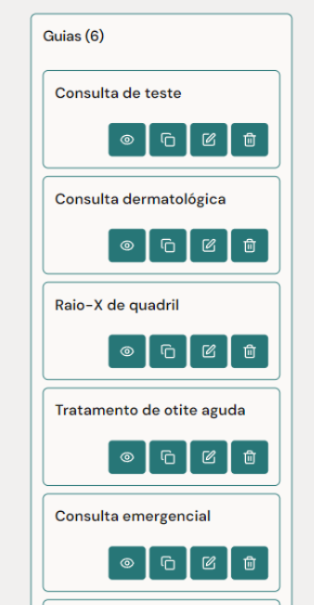 Guias (6)
Consulta de teste
Consulta dermatológica
Raio-X de quadril
Tratamento de otite aguda
Consulta emergencial